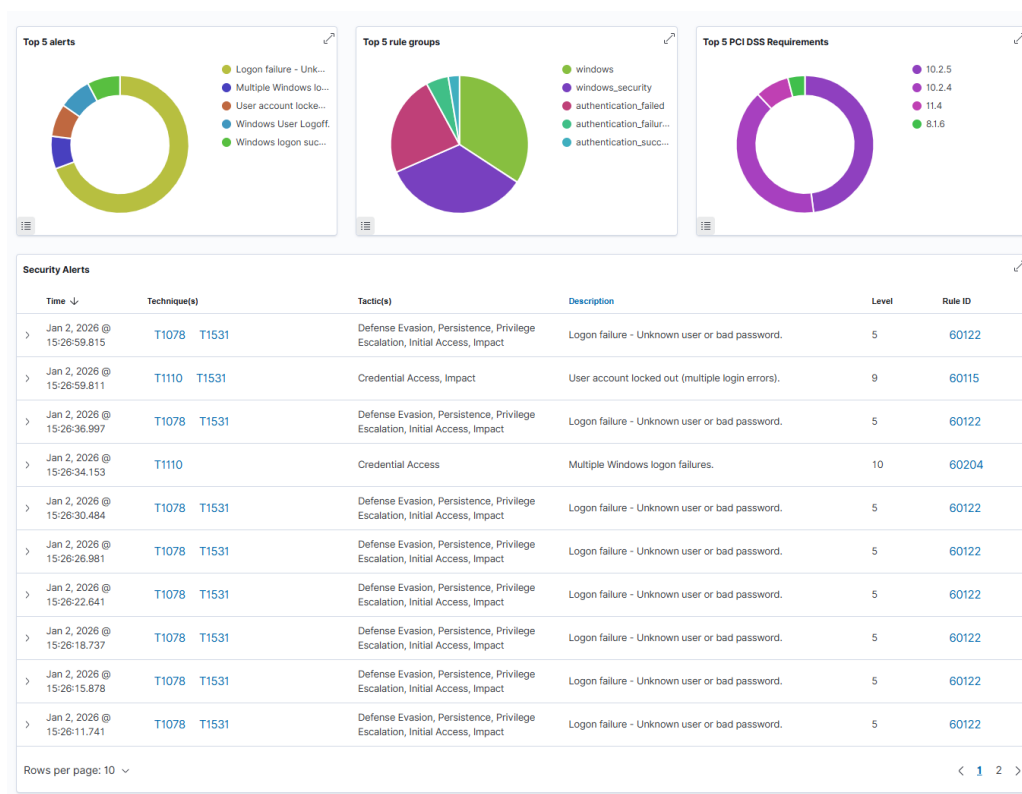 Top 5 alerts
Logon failure - Unk...
Multiple Windows lo...
User account locke...
Windows User Logoff.
Windows logon suc...
Top 5 rule groups
windows
windows_security
authentication_failed
authentication_failur...
authentication_succ...
Top 5 PCI DSS Requirements
10.2.5
10.2.4
11.4
8.1.6
Security Alerts
Time Technique(s) Tactic(s) Description Level Rule ID
Jan 2, 2026 @ 15:26:59.815 T1078 T1531 Defense Evasion, Persistence, Privilege Escalation, Initial Access, Impact Logon failure - Unknown user or bad password. 5 60122
Jan 2, 2026 @ 15:26:59.811 T1110 T1531 Credential Access, Impact User account locked out (multiple login errors). 9 60115
Jan 2, 2026 @ 15:26:36.997 T1078 T1531 Defense Evasion, Persistence, Privilege Escalation, Initial Access, Impact Logon failure - Unknown user or bad password. 5 60122
Jan 2, 2026 @ 15:26:34.153 T1110 Credential Access Multiple Windows logon failures. 10 60204
Jan 2, 2026 @ 15:26:30.484 T1078 T1531 Defense Evasion, Persistence, Privilege Escalation, Initial Access, Impact Logon failure - Unknown user or bad password. 5 60122
Jan 2, 2026 @ 15:26:26.981 T1078 T1531 Defense Evasion, Persistence, Privilege Escalation, Initial Access, Impact Logon failure - Unknown user or bad password. 5 60122
Jan 2, 2026 @ 15:26:22.641 T1078 T1531 Defense Evasion, Persistence, Privilege Escalation, Initial Access, Impact Logon failure - Unknown user or bad password. 5 60122
Jan 2, 2026 @ 15:26:18.737 T1078 T1531 Defense Evasion, Persistence, Privilege Escalation, Initial Access, Impact Logon failure - Unknown user or bad password. 5 60122
Jan 2, 2026 @ 15:26:15.878 T1078 T1531 Defense Evasion, Persistence, Privilege Escalation, Initial Access, Impact Logon failure - Unknown user or bad password. 5 60122
Jan 2, 2026 @ 15:26:11.741 T1078 T1531 Defense Evasion, Persistence, Privilege Escalation, Initial Access, Impact Logon failure - Unknown user or bad password. 5 60122
Rows per page: 10
1 2